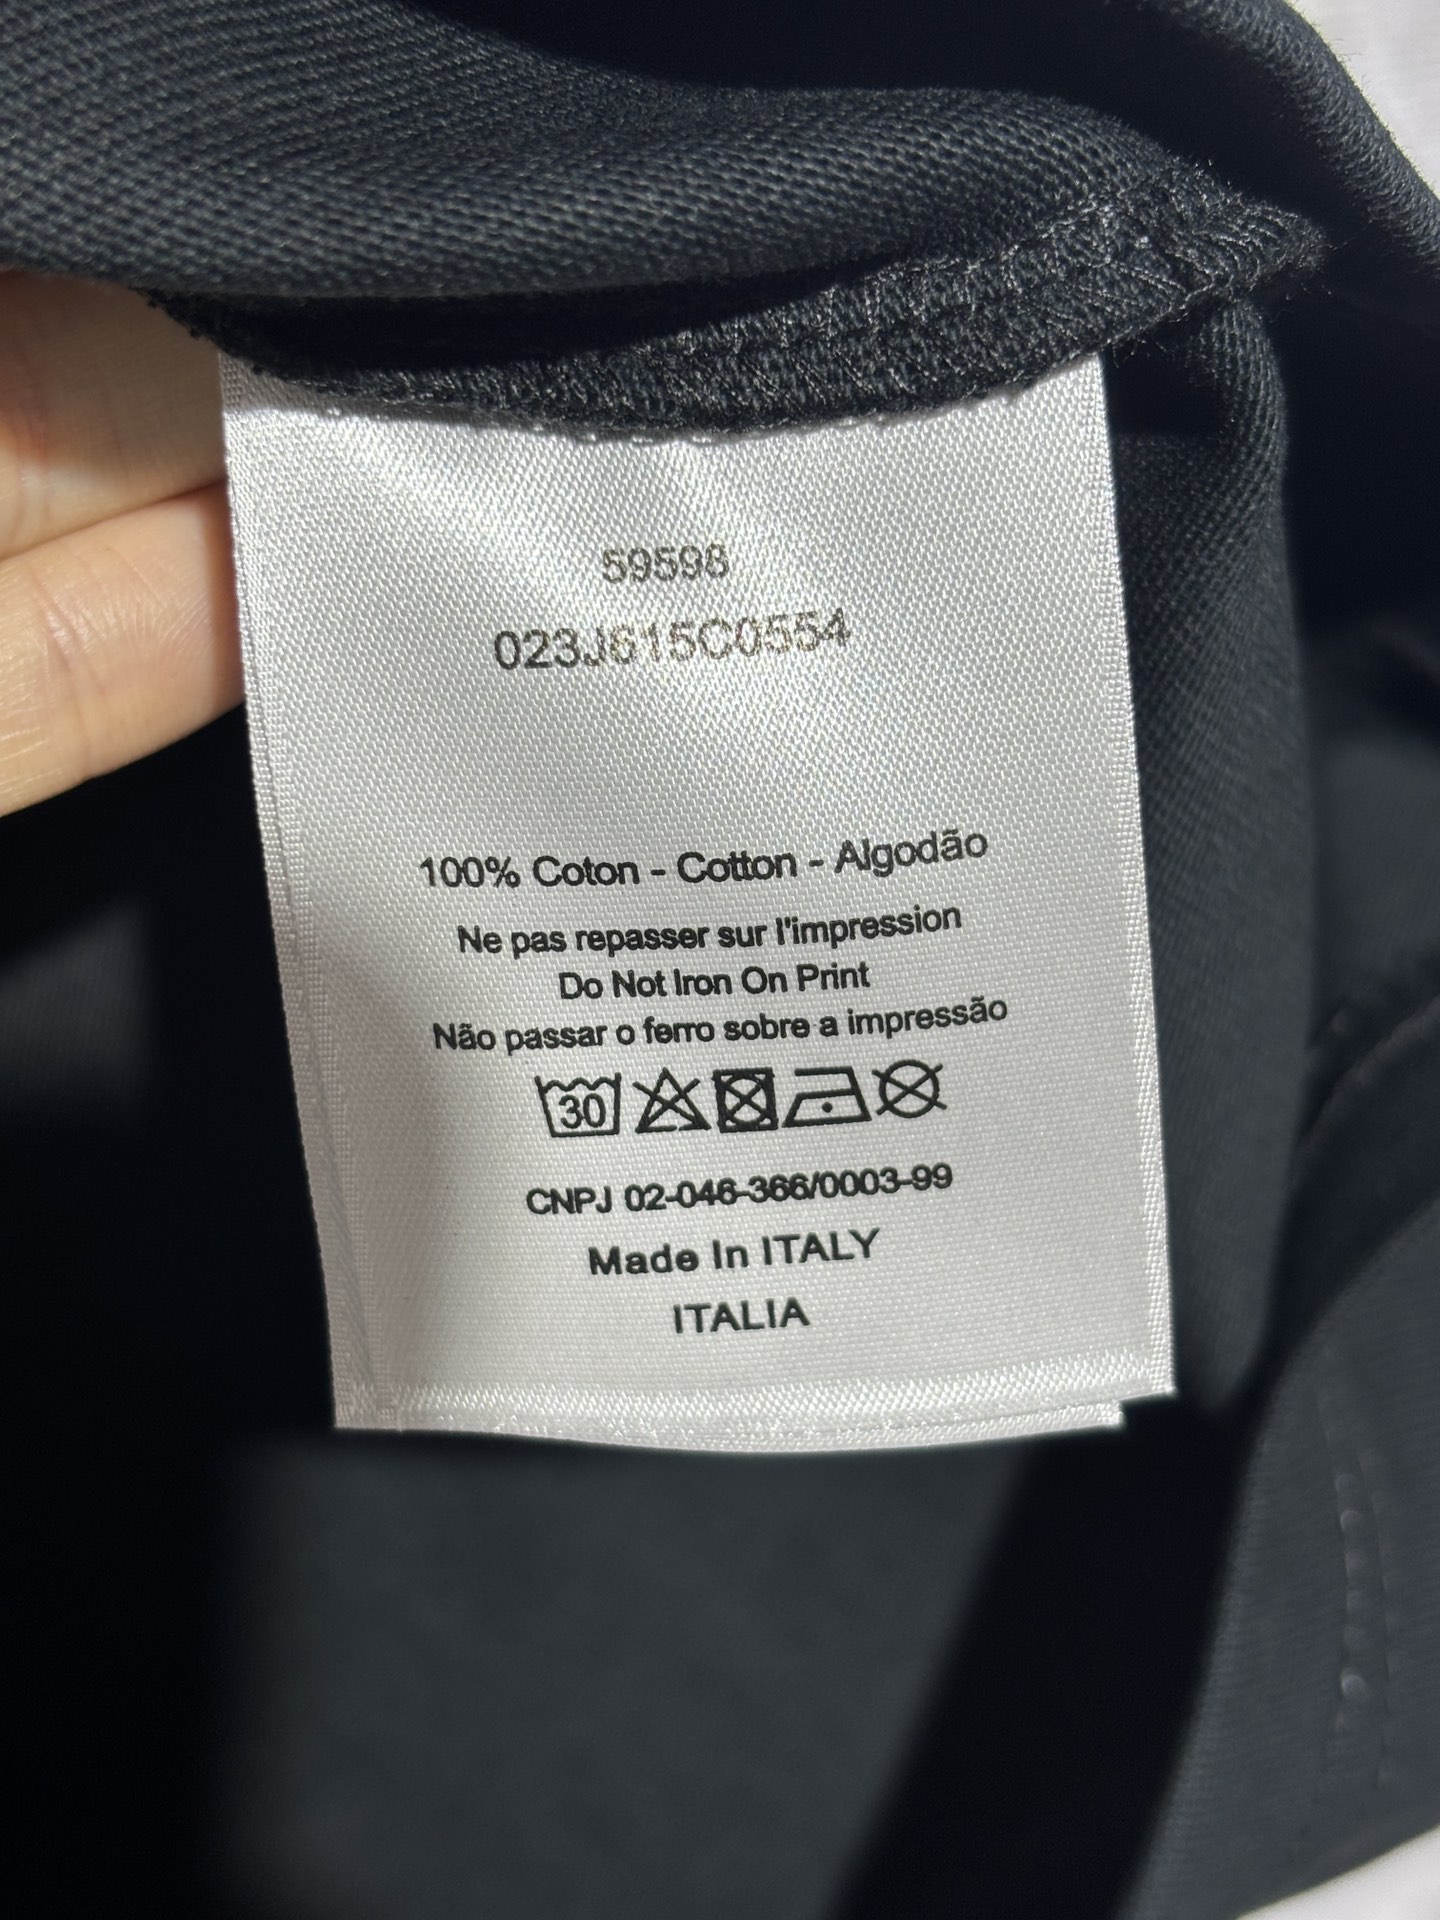 59598
023J615C0554
100% Coton - Cotton - Algodão
Ne pas repasser sur l'impression
Do Not Iron On Print
Não passar o ferro sobre a impressão
30
CNPJ 02-046-366/0003-99
Made In ITALY
ITALIA